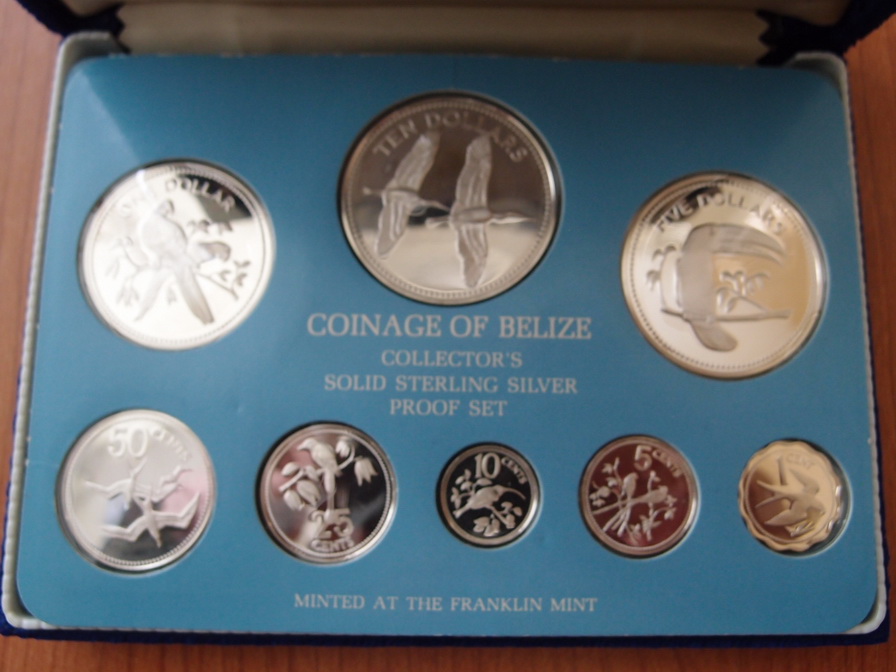 TEN DOLLARS
ONE DOLLAR
FIVE DOLLARS
COINAGE OF BELIZE
COLLECTOR'S
SOLID STERLING SILVER
PROOF SET
50 CENTS
25
CENTS
10 CENTS
5 CENTS
CENT
MINTED AT THE FRANKLIN MINT